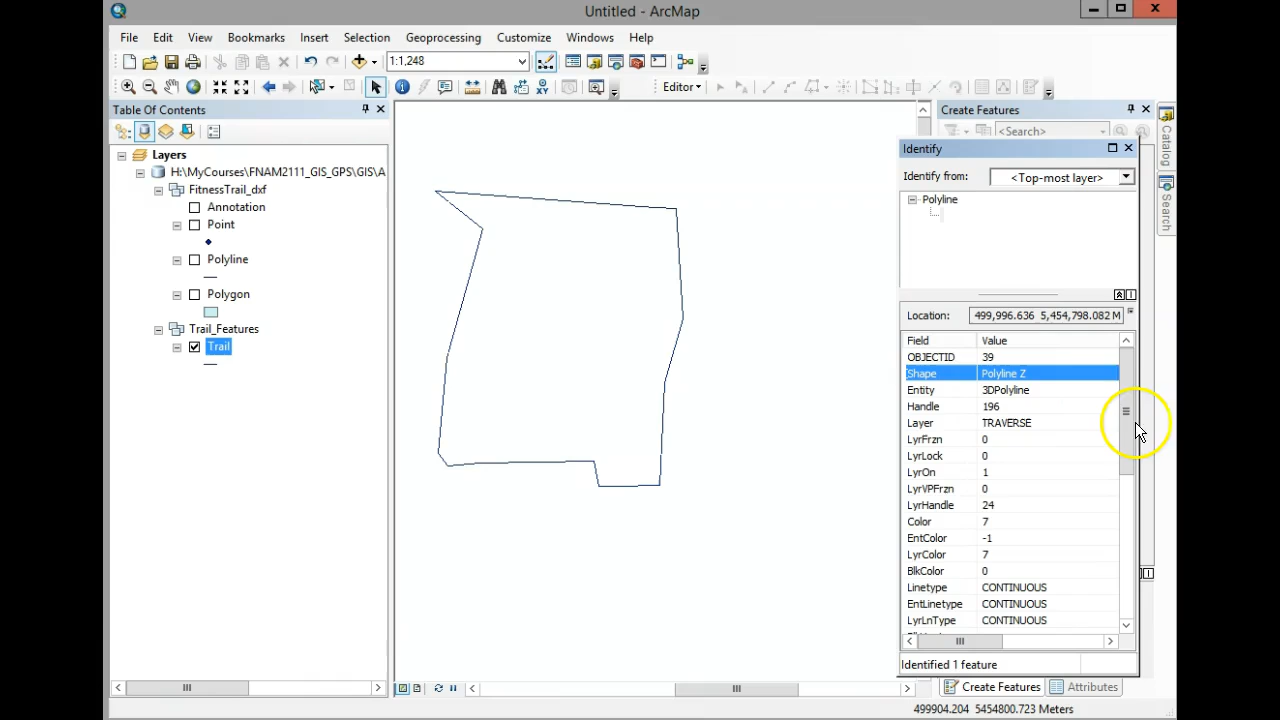 Untitled - ArcMap
File Edit View Bookmarks Insert Selection Geoprocessing Customize Windows Help
1:1,248
Editor
Table Of Contents
Layers
H:\MyCourses\FNAM2111_GIS_GPS\GIS\A
FitnessTrail_dxf
Annotation
Point
Polyline
Polygon
Trail_Features
Trail
Create Features
<Search>
Catalog
Search
Identify
Identify from: <Top-most layer>
Polyline
Location: 499,996.636 5,454,798.082 M
Field Value
OBJECTID 39
Shape Polyline Z
Entity 3DPolyline
Handle 196
Layer TRAVERSE
LyrFrzn 0
LyrLock 0
LyrOn 1
LyrVPFrzn 0
LyrHandle 24
Color 7
EntColor -1
LyrColor 7
BlkColor 0
Linetype CONTINUOUS
EntLinetype CONTINUOUS
LyrLnType CONTINUOUS
Identified 1 feature
Create Features Attributes
499904.204 5454800.723 Meters